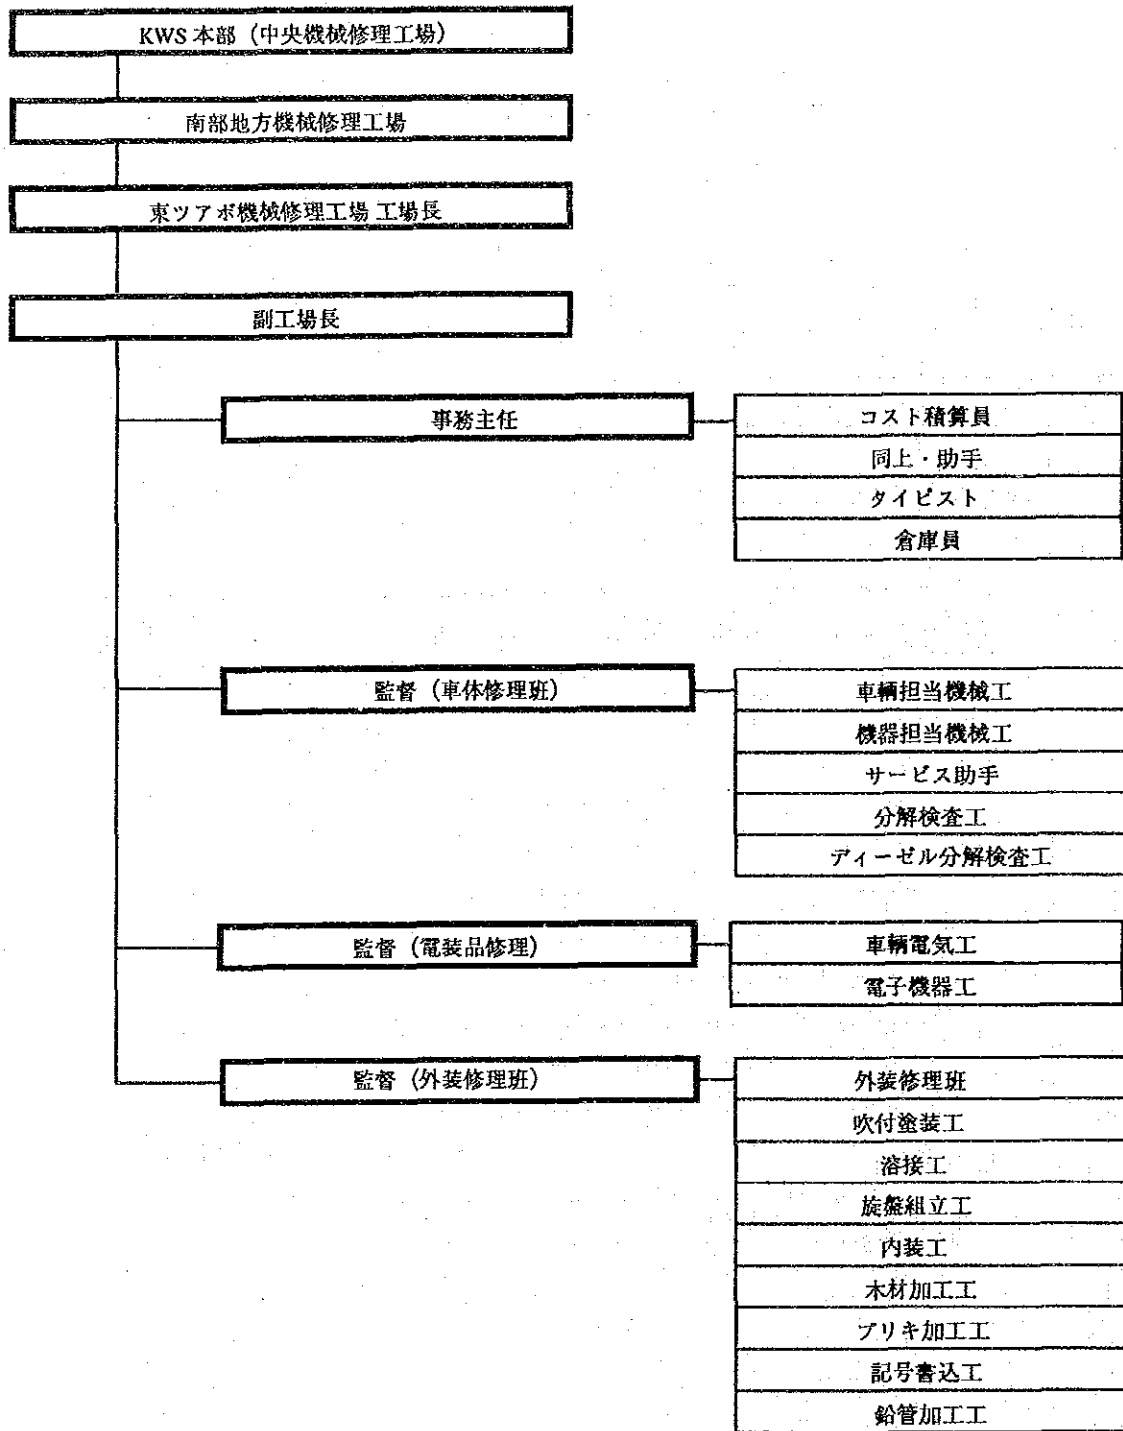 KWS 本部 (中央機械修理工場)
南部地方機械修理工場
東ツアボ機械修理工場 工場長
副工場長
事務主任
コスト積算員
同上・助手
タイピスト
倉庫員
監督 (車体修理班)
車輌担当機械工
機器担当機械工
サービス助手
分解検査工
ディーゼル分解検査工
監督 (電装品修理)
車輌電気工
電子機器工
監督 (外装修理班)
外装修理班
吹付塗装工
溶接工
旋盤組立工
内装工
木材加工工
ブリキ加工工
記号書込工
鉛管加工工